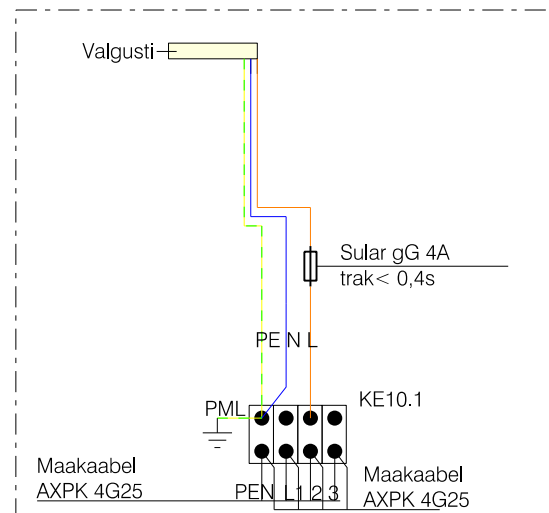 Valgusti
Sular gG 4A
trak< 0,4s
PE N L
PML
KE10.1
Maakaabel
AXPK 4G25
PEN L1 2 3
Maakaabel
AXPK 4G25